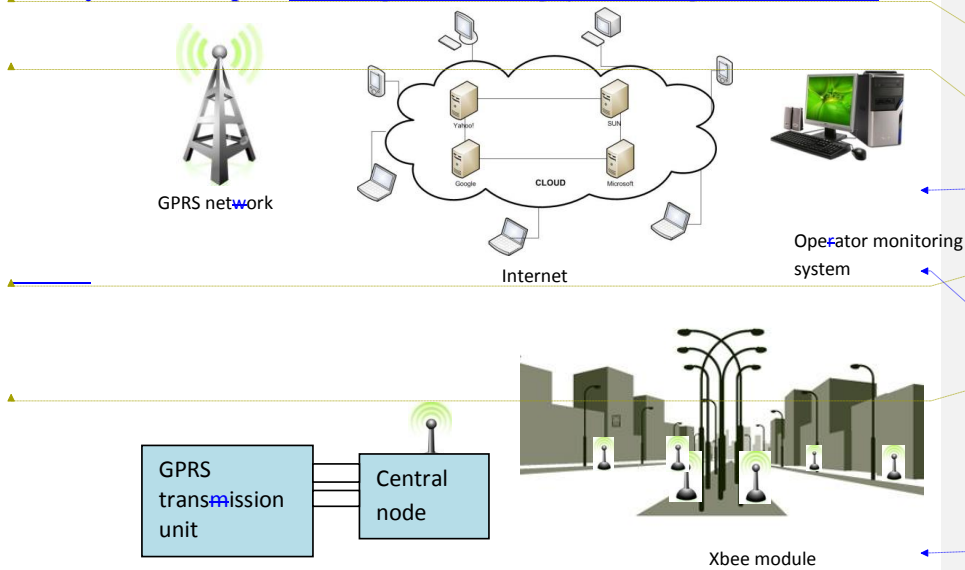 Yahoo!
SUN
Google
CLOUD
Microsoft
GPRS network
Internet
Operator monitoring
system
GPRS
transmission
unit
Central
node
Xbee module